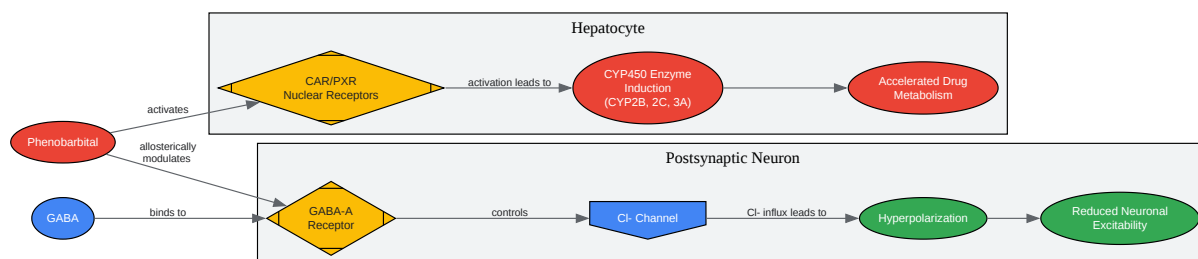 Hepatocyte
CAR/PXR
Nuclear Receptors
activation leads to
CYP450 Enzyme
Induction
(CYP2B, 2C, 3A)
Accelerated Drug
Metabolism
activates
Phenobarbital
allosterically
modulates
Postsynaptic Neuron
GABA
binds to
GABA-A
Receptor
controls
Cl- Channel
Cl- influx leads to
Hyperpolarization
Reduced Neuronal
Excitability